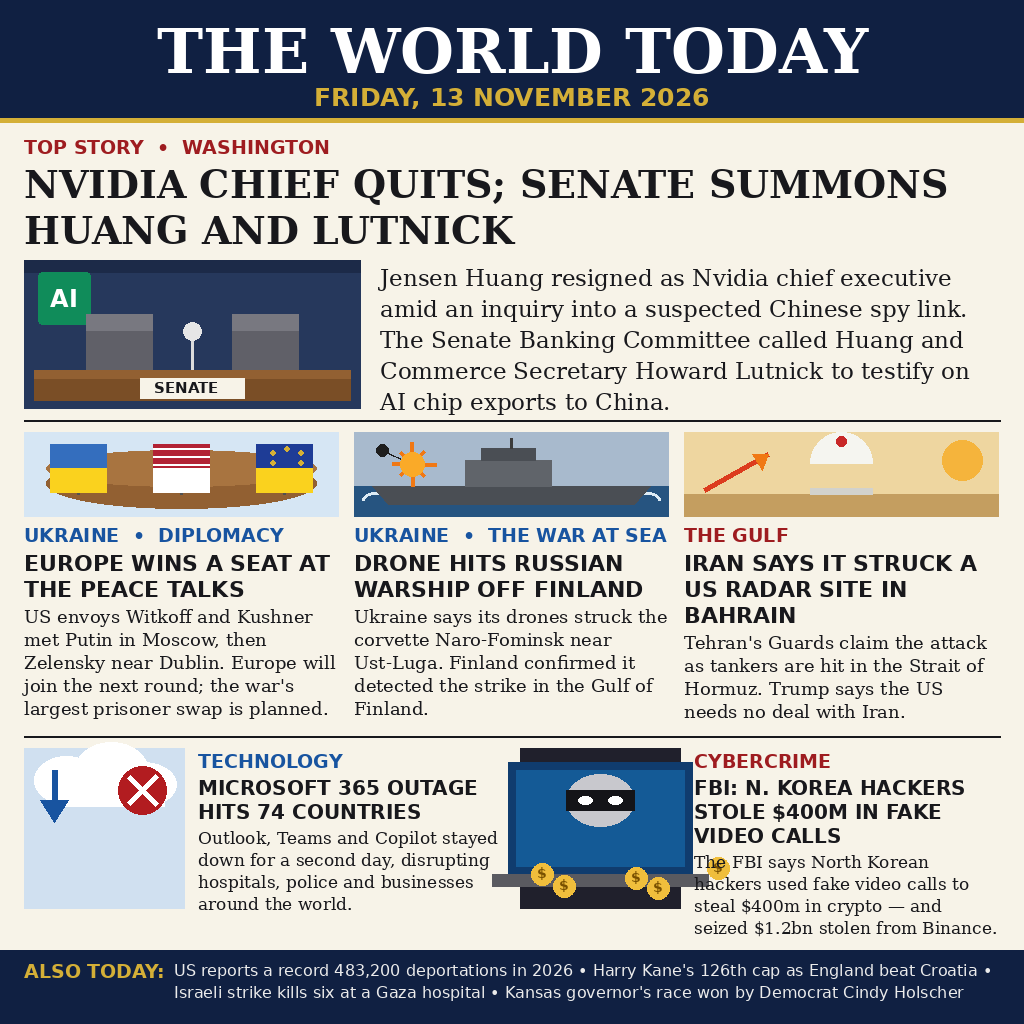 THE WORLD TODAY
FRIDAY, 13 NOVEMBER 2026
TOP STORY • WASHINGTON
NVIDIA CHIEF QUITS; SENATE SUMMONS
HUANG AND LUTNICK
AI
SENATE
Jensen Huang resigned as Nvidia chief executive
amid an inquiry into a suspected Chinese spy link.
The Senate Banking Committee called Huang and
Commerce Secretary Howard Lutnick to testify on
AI chip exports to China.
UKRAINE • DIPLOMACY
EUROPE WINS A SEAT AT
THE PEACE TALKS
US envoys Witkoff and Kushner
met Putin in Moscow, then
Zelensky near Dublin. Europe will
join the next round; the war's
largest prisoner swap is planned.
UKRAINE • THE WAR AT SEA
DRONE HITS RUSSIAN
WARSHIP OFF FINLAND
Ukraine says its drones struck the
corvette Naro-Fominsk near
Ust-Luga. Finland confirmed it
detected the strike in the Gulf of
Finland.
THE GULF
IRAN SAYS IT STRUCK A
US RADAR SITE IN
BAHRAIN
Tehran's Guards claim the attack
as tankers are hit in the Strait of
Hormuz. Trump says the US
needs no deal with Iran.
TECHNOLOGY
MICROSOFT 365 OUTAGE
HITS 74 COUNTRIES
Outlook, Teams and Copilot stayed
down for a second day, disrupting
hospitals, police and businesses
around the world.
$ $ $ $ $
CYBERCRIME
FBI: N. KOREA HACKERS
STOLE $400M IN FAKE
VIDEO CALLS
The FBI says North Korean
hackers used fake video calls to
steal $400m in crypto — and
seized $1.2bn stolen from Binance.
ALSO TODAY: US reports a record 483,200 deportations in 2026 • Harry Kane's 126th cap as England beat Croatia •
Israeli strike kills six at a Gaza hospital • Kansas governor's race won by Democrat Cindy Holscher